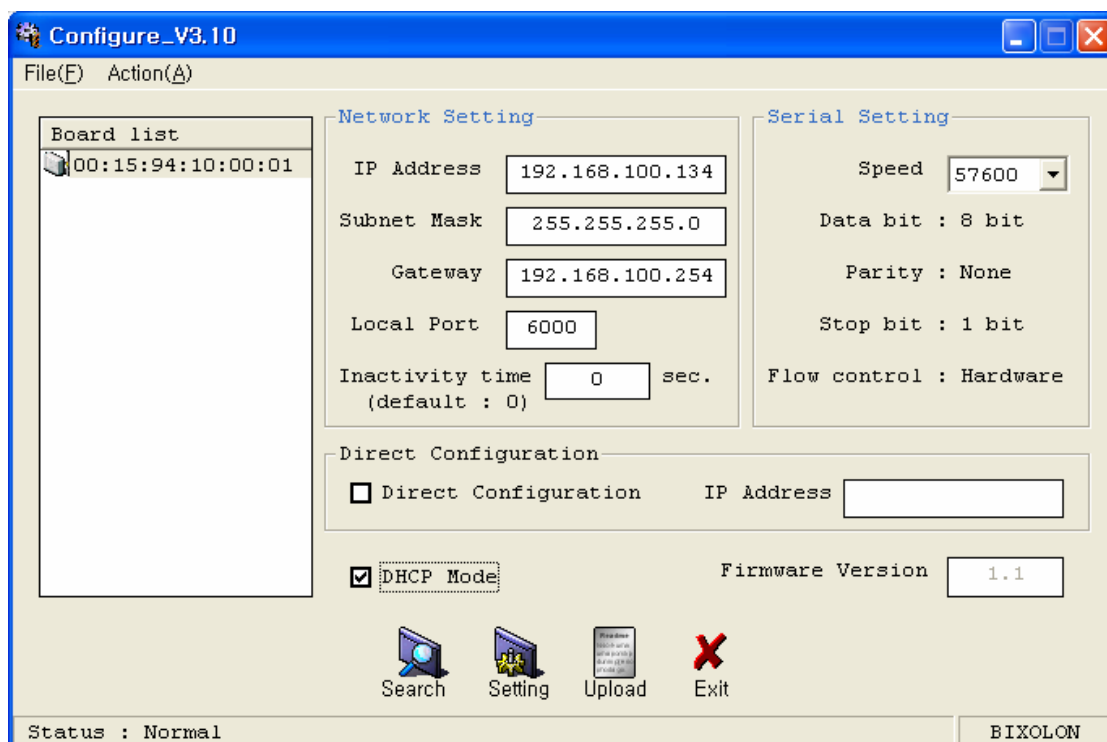 Configure_V3.10
File(F) Action(A)
Board list
00:15:94:10:00:01
Network Setting
IP Address 192.168.100.134
Subnet Mask 255.255.255.0
Gateway 192.168.100.254
Local Port 6000
Inactivity time 0 sec.
(default : 0)
Serial Setting
Speed 57600
Data bit : 8 bit
Parity : None
Stop bit : 1 bit
Flow control : Hardware
Direct Configuration
Direct Configuration IP Address
DHCP Mode Firmware Version 1.1
Search Setting Upload Exit
Status : Normal BIXOLON